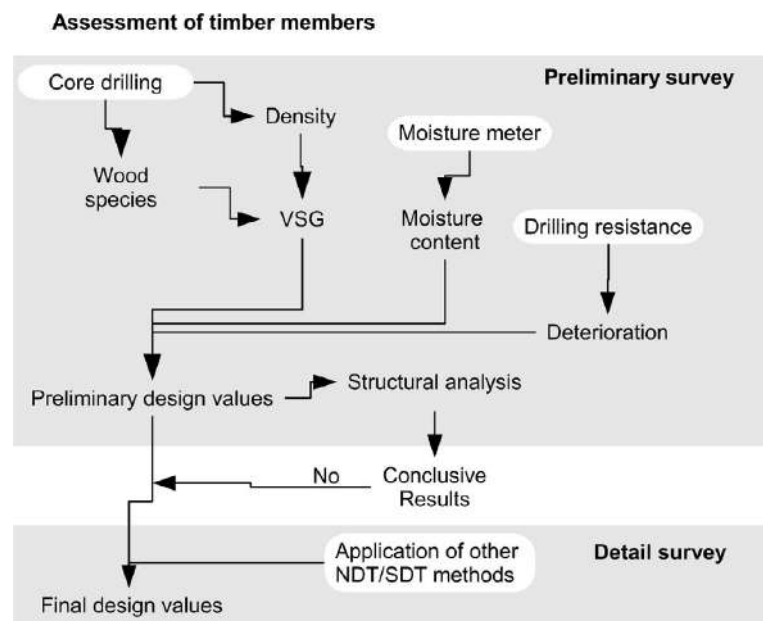 Assessment of timber members
Preliminary survey
Core drilling
Density
Moisture meter
Wood
species
VSG
Moisture
content
Drilling resistance
Deterioration
Preliminary design values
Structural analysis
No
Conclusive
Results
Detail survey
Application of other
NDT/SDT methods
Final design values